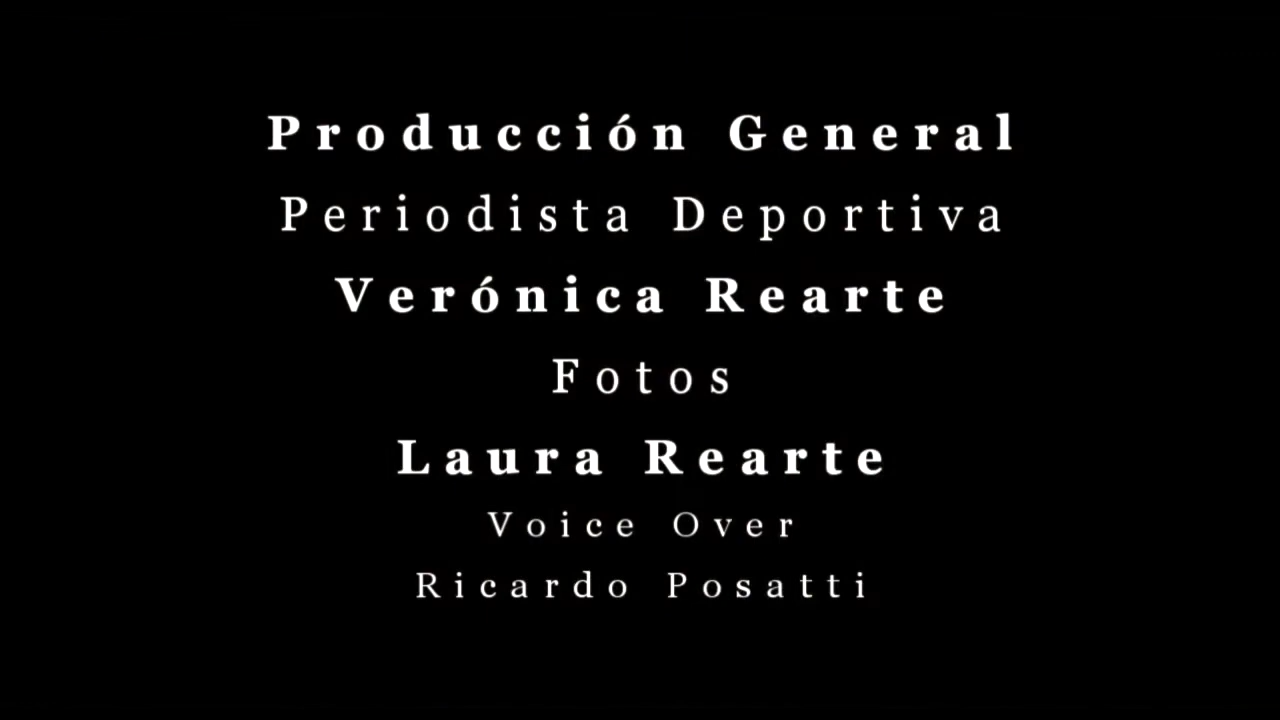 Producción General
Periodista Deportiva
Verónica Rearte
Fotos
Laura Rearte
Voice Over
Ricardo Posatti